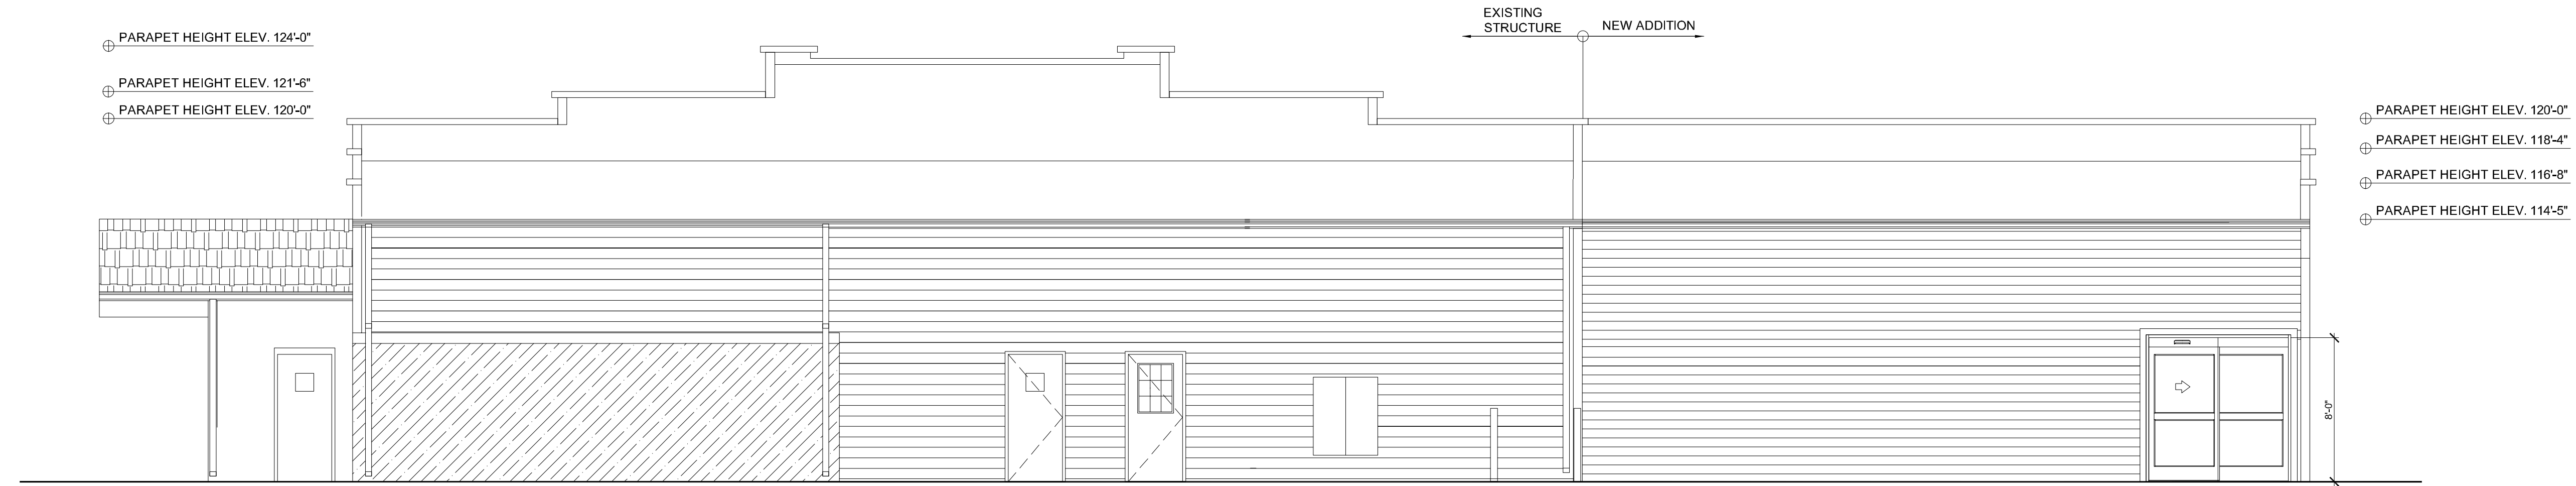 EXISTING
STRUCTURE
NEW ADDITION
PARAPET HEIGHT ELEV. 124'-0"
PARAPET HEIGHT ELEV. 121'-6"
PARAPET HEIGHT ELEV. 120'-0"
PARAPET HEIGHT ELEV. 120'-0"
PARAPET HEIGHT ELEV. 118'-4"
PARAPET HEIGHT ELEV. 116'-8"
PARAPET HEIGHT ELEV. 114'-5"
8'-0"